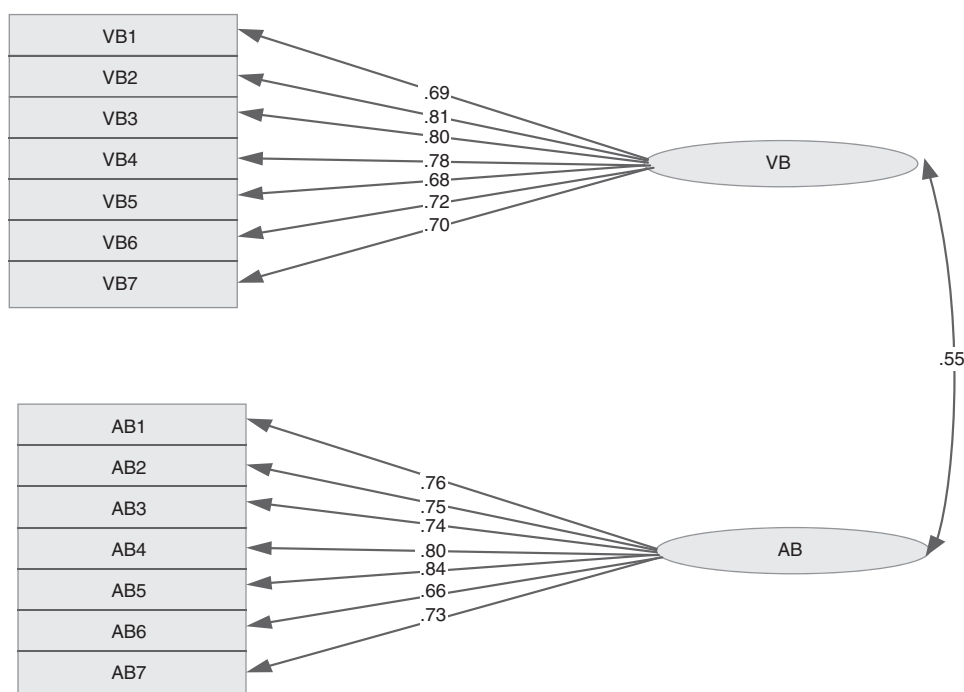 VB1
VB2
VB3
VB4
VB5
VB6
VB7
.69
.81
.80
.78
.68
.72
.70
VB
.55
AB1
AB2
AB3
AB4
AB5
AB6
AB7
.76
.75
.74
.80
.84
.66
.73
AB